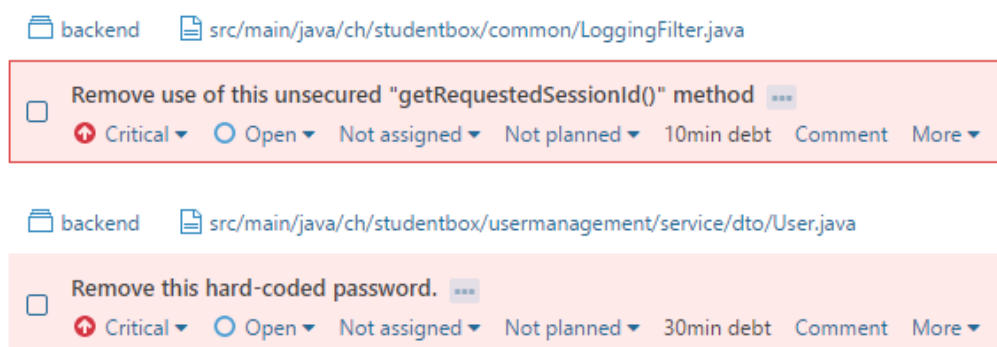 backend src/main/java/ch/studentbox/common/LoggingFilter.java
Remove use of this unsecured "getRequestedSessionId()" method ...
Critical Open Not assigned Not planned 10min debt Comment More
backend src/main/java/ch/studentbox/usermanagement/service/dto/User.java
Remove this hard-coded password. ...
Critical Open Not assigned Not planned 30min debt Comment More